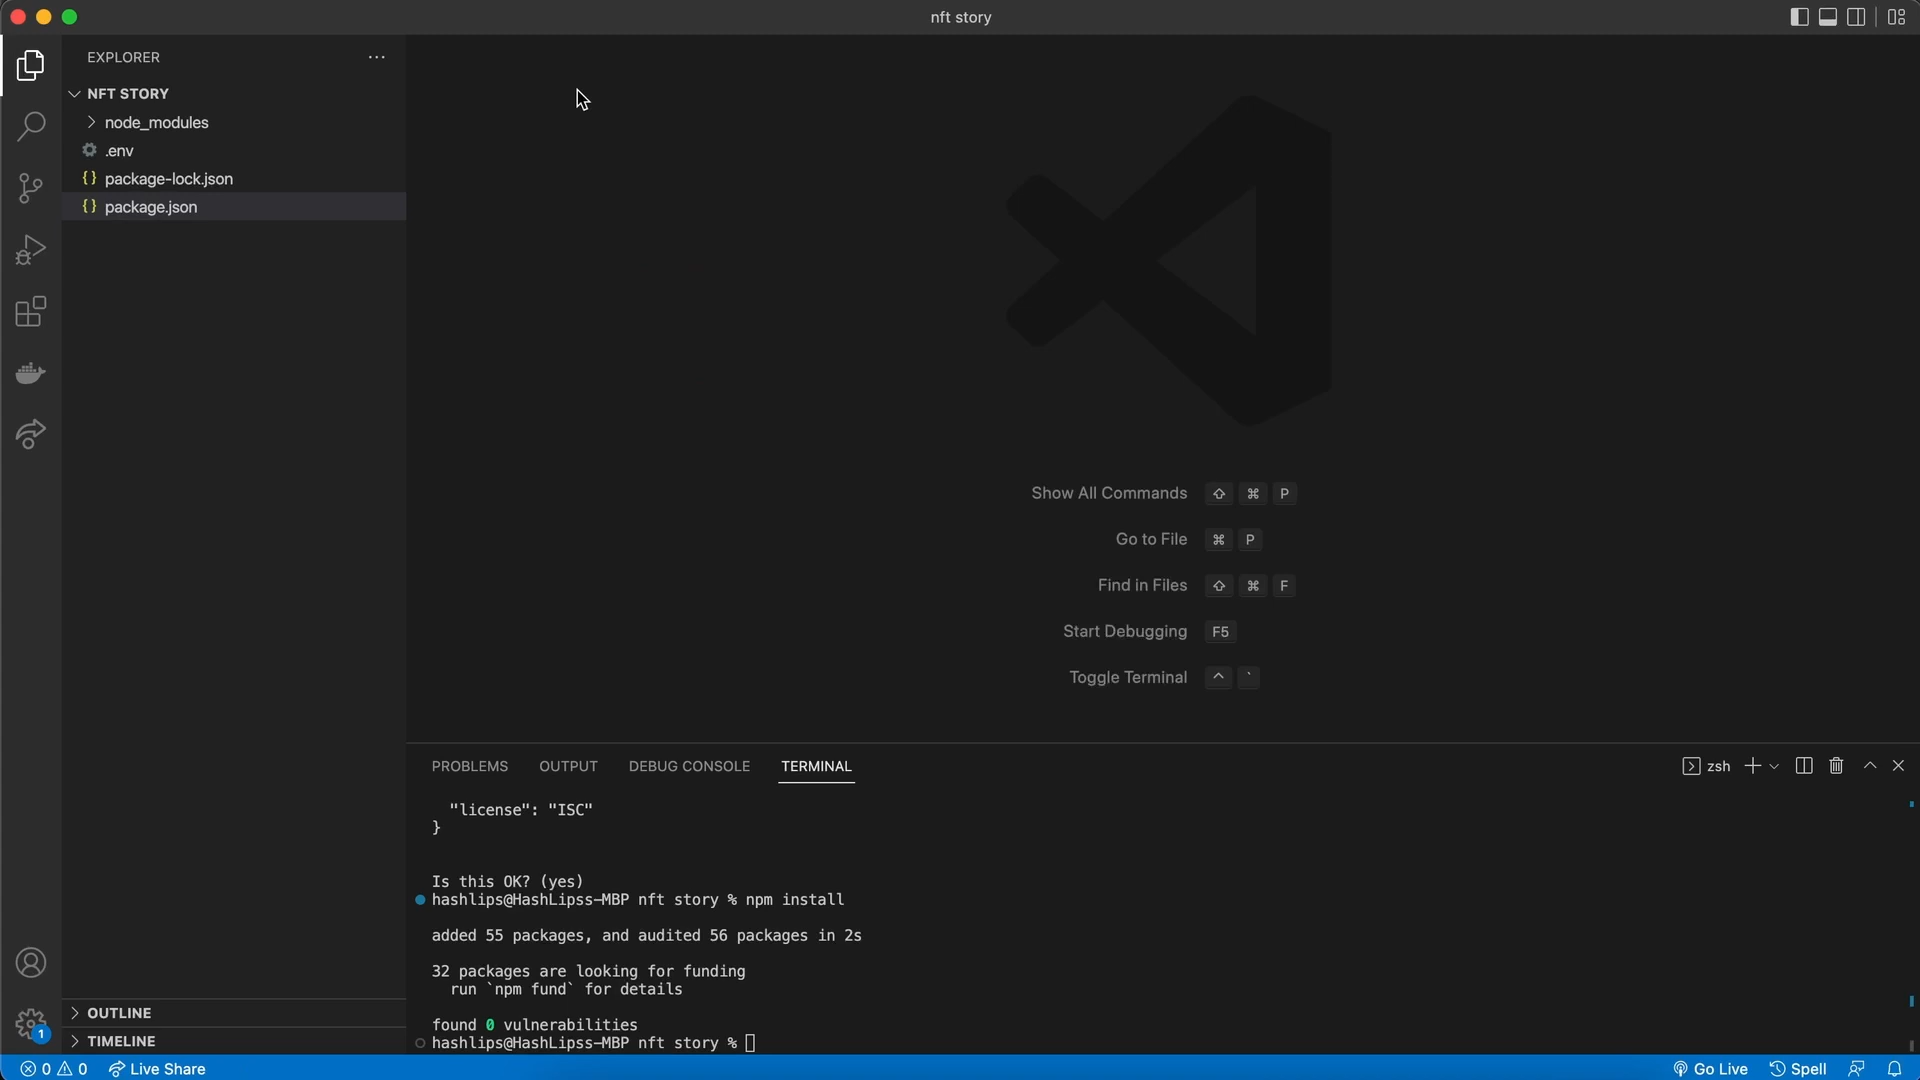 nft story
EXPLORER
NFT STORY
node_modules
.env
package-lock.json
package.json
Show All Commands ⇧ ⌘ P
Go to File ⌘ P
Find in Files ⇧ ⌘ F
Start Debugging F5
Toggle Terminal ^ `
PROBLEMS OUTPUT DEBUG CONSOLE TERMINAL
zsh
"license": "ISC"
}
Is this OK? (yes)
hashlips@HashLipss-MBP nft story % npm install
added 55 packages, and audited 56 packages in 2s
32 packages are looking for funding
run `npm fund` for details
found 0 vulnerabilities
hashlips@HashLipss-MBP nft story %
OUTLINE
1
TIMELINE
0 0 Live Share
Go Live Spell